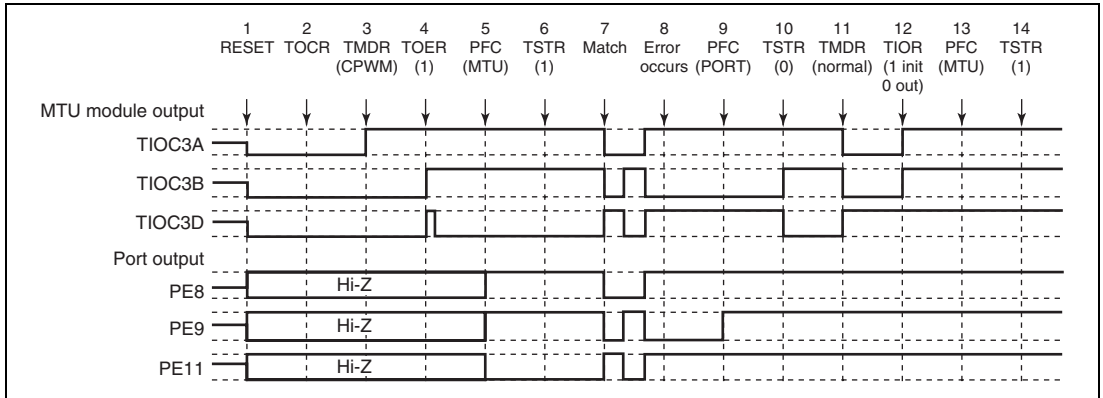 1 2 3 4 5 6 7 8 9 10 11 12 13 14
RESET TOCR TMDR TOER PFC TSTR Match Error PFC TSTR TMDR TIOR PFC TSTR
(CPWM) (1) (MTU) (1) occurs (PORT) (0) (normal) (1 init (MTU) (1)
0 out)
MTU module output
TIOC3A
TIOC3B
TIOC3D
Port output
PE8 Hi-Z
PE9 Hi-Z
PE11 Hi-Z